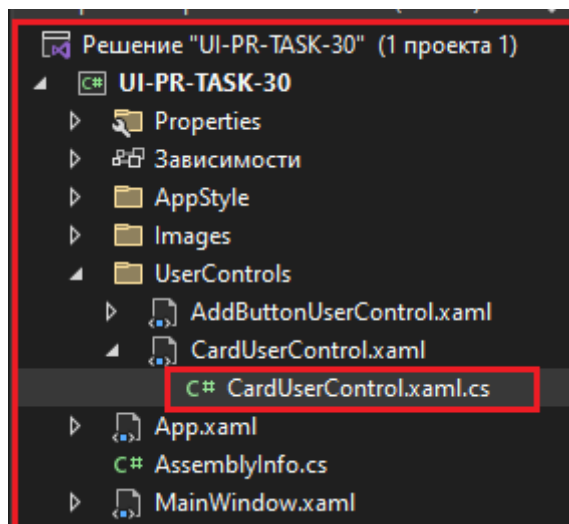 Решение "UI-PR-TASK-30" (1 проекта 1)
C# UI-PR-TASK-30
Properties
Зависимости
AppStyle
Images
UserControls
AddButtonUserControl.xaml
CardUserControl.xaml
C# CardUserControl.xaml.cs
App.xaml
C# AssemblyInfo.cs
MainWindow.xaml